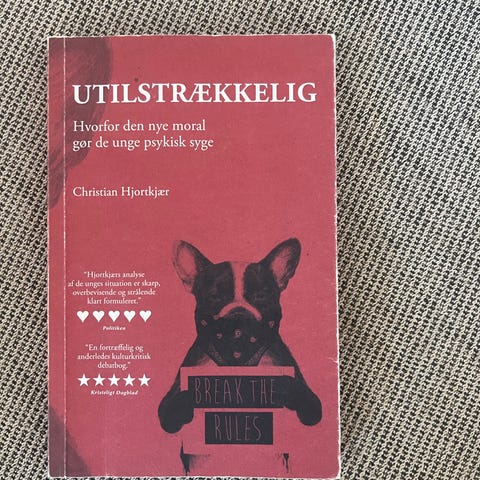 UTILSTRÆKKELIG
Hvorfor den nye moral
gør de unge psykisk syge
Christian Hjortkjær
"Hjortkjærs analyse
af de unges situation er skarp,
overbevisende og strålende
klart formuleret."
Politiken
"En fortræffelig og
anderledes kulturkritisk
debatbog."
Kristeligt Dagblad
BREAK THE
RULES